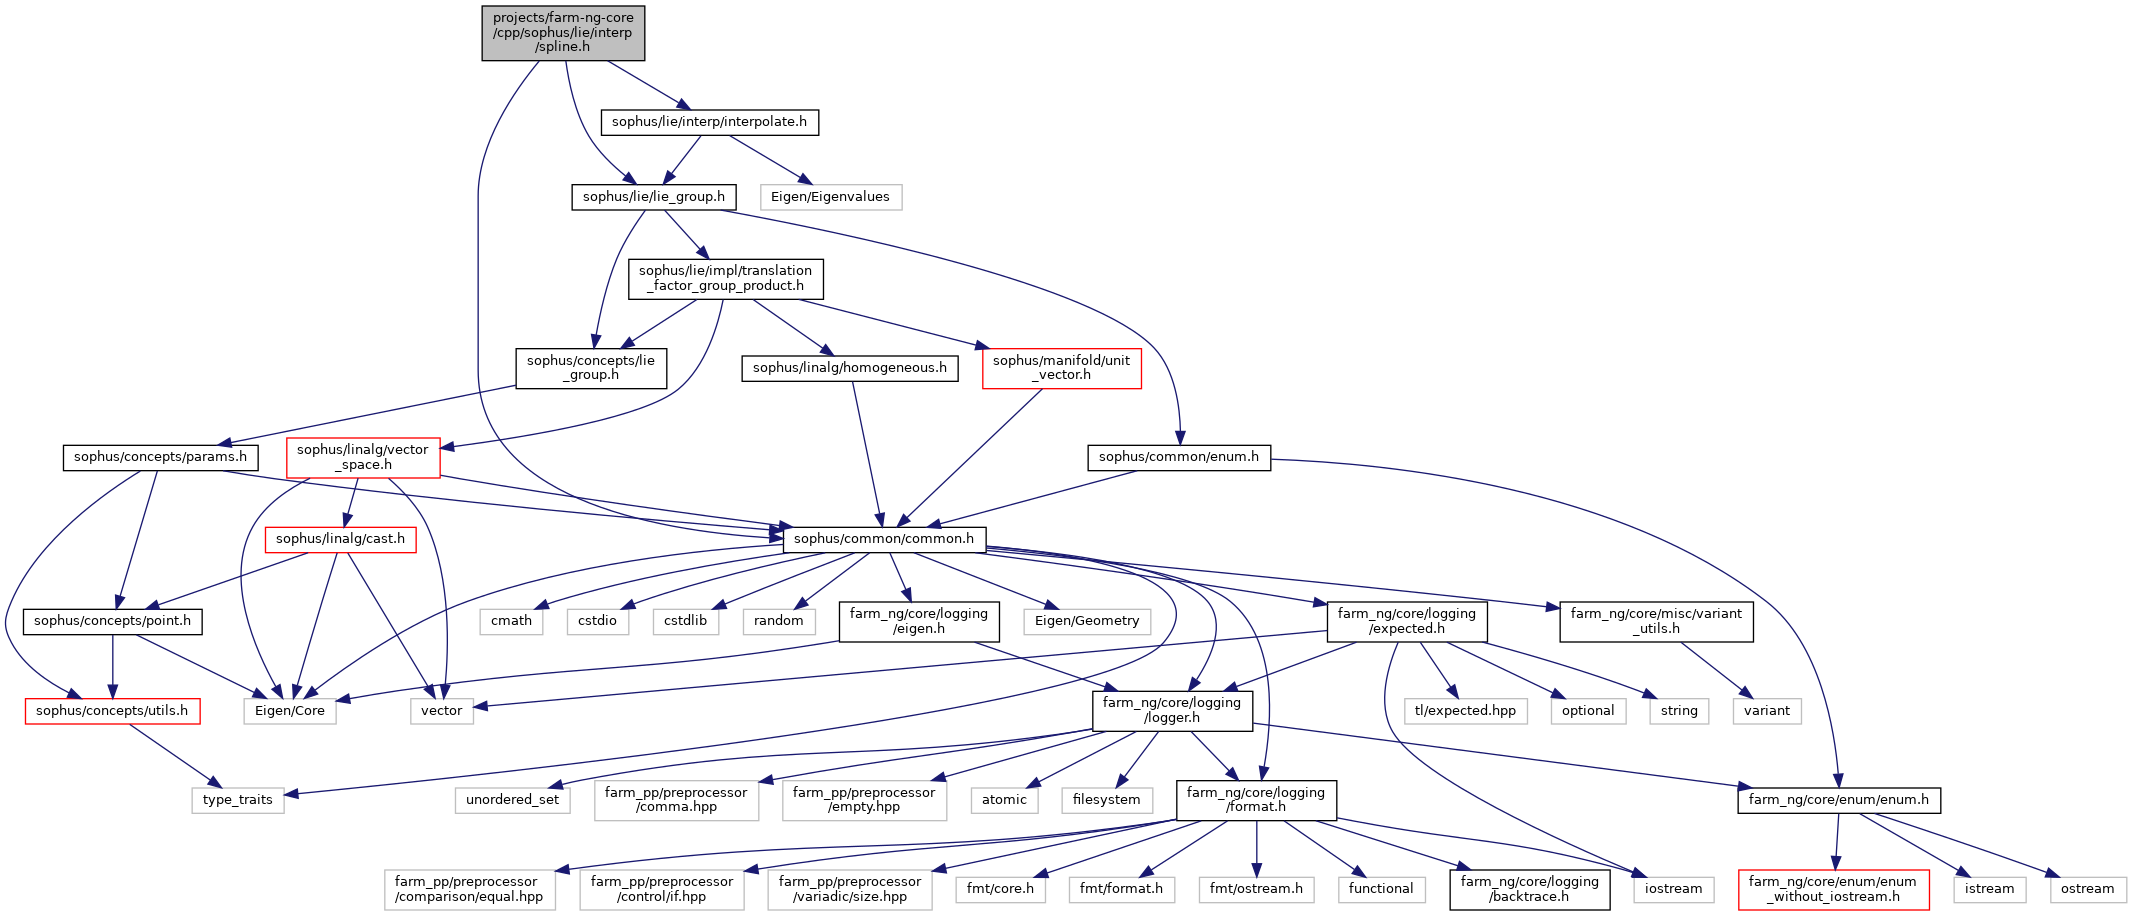 projects/farm-ng-core
/cpp/sophus/lie/interp
/spline.h
sophus/lie/interp/interpolate.h
sophus/lie/lie_group.h
Eigen/Eigenvalues
sophus/lie/impl/translation
_factor_group_product.h
sophus/concepts/lie
_group.h
sophus/linalg/homogeneous.h
sophus/manifold/unit
_vector.h
sophus/concepts/params.h
sophus/linalg/vector
_space.h
sophus/common/enum.h
sophus/linalg/cast.h
sophus/common/common.h
sophus/concepts/point.h
cmath
cstdio
cstdlib
random
farm_ng/core/logging
/eigen.h
Eigen/Geometry
farm_ng/core/logging
/expected.h
farm_ng/core/misc/variant
_utils.h
sophus/concepts/utils.h
Eigen/Core
vector
farm_ng/core/logging
/logger.h
tl/expected.hpp
optional
string
variant
type_traits
unordered_set
farm_pp/preprocessor
/comma.hpp
farm_pp/preprocessor
/empty.hpp
atomic
filesystem
farm_ng/core/logging
/format.h
farm_ng/core/enum/enum.h
farm_pp/preprocessor
/comparison/equal.hpp
farm_pp/preprocessor
/control/if.hpp
farm_pp/preprocessor
/variadic/size.hpp
fmt/core.h
fmt/format.h
fmt/ostream.h
functional
farm_ng/core/logging
/backtrace.h
iostream
farm_ng/core/enum/enum
_without_iostream.h
istream
ostream